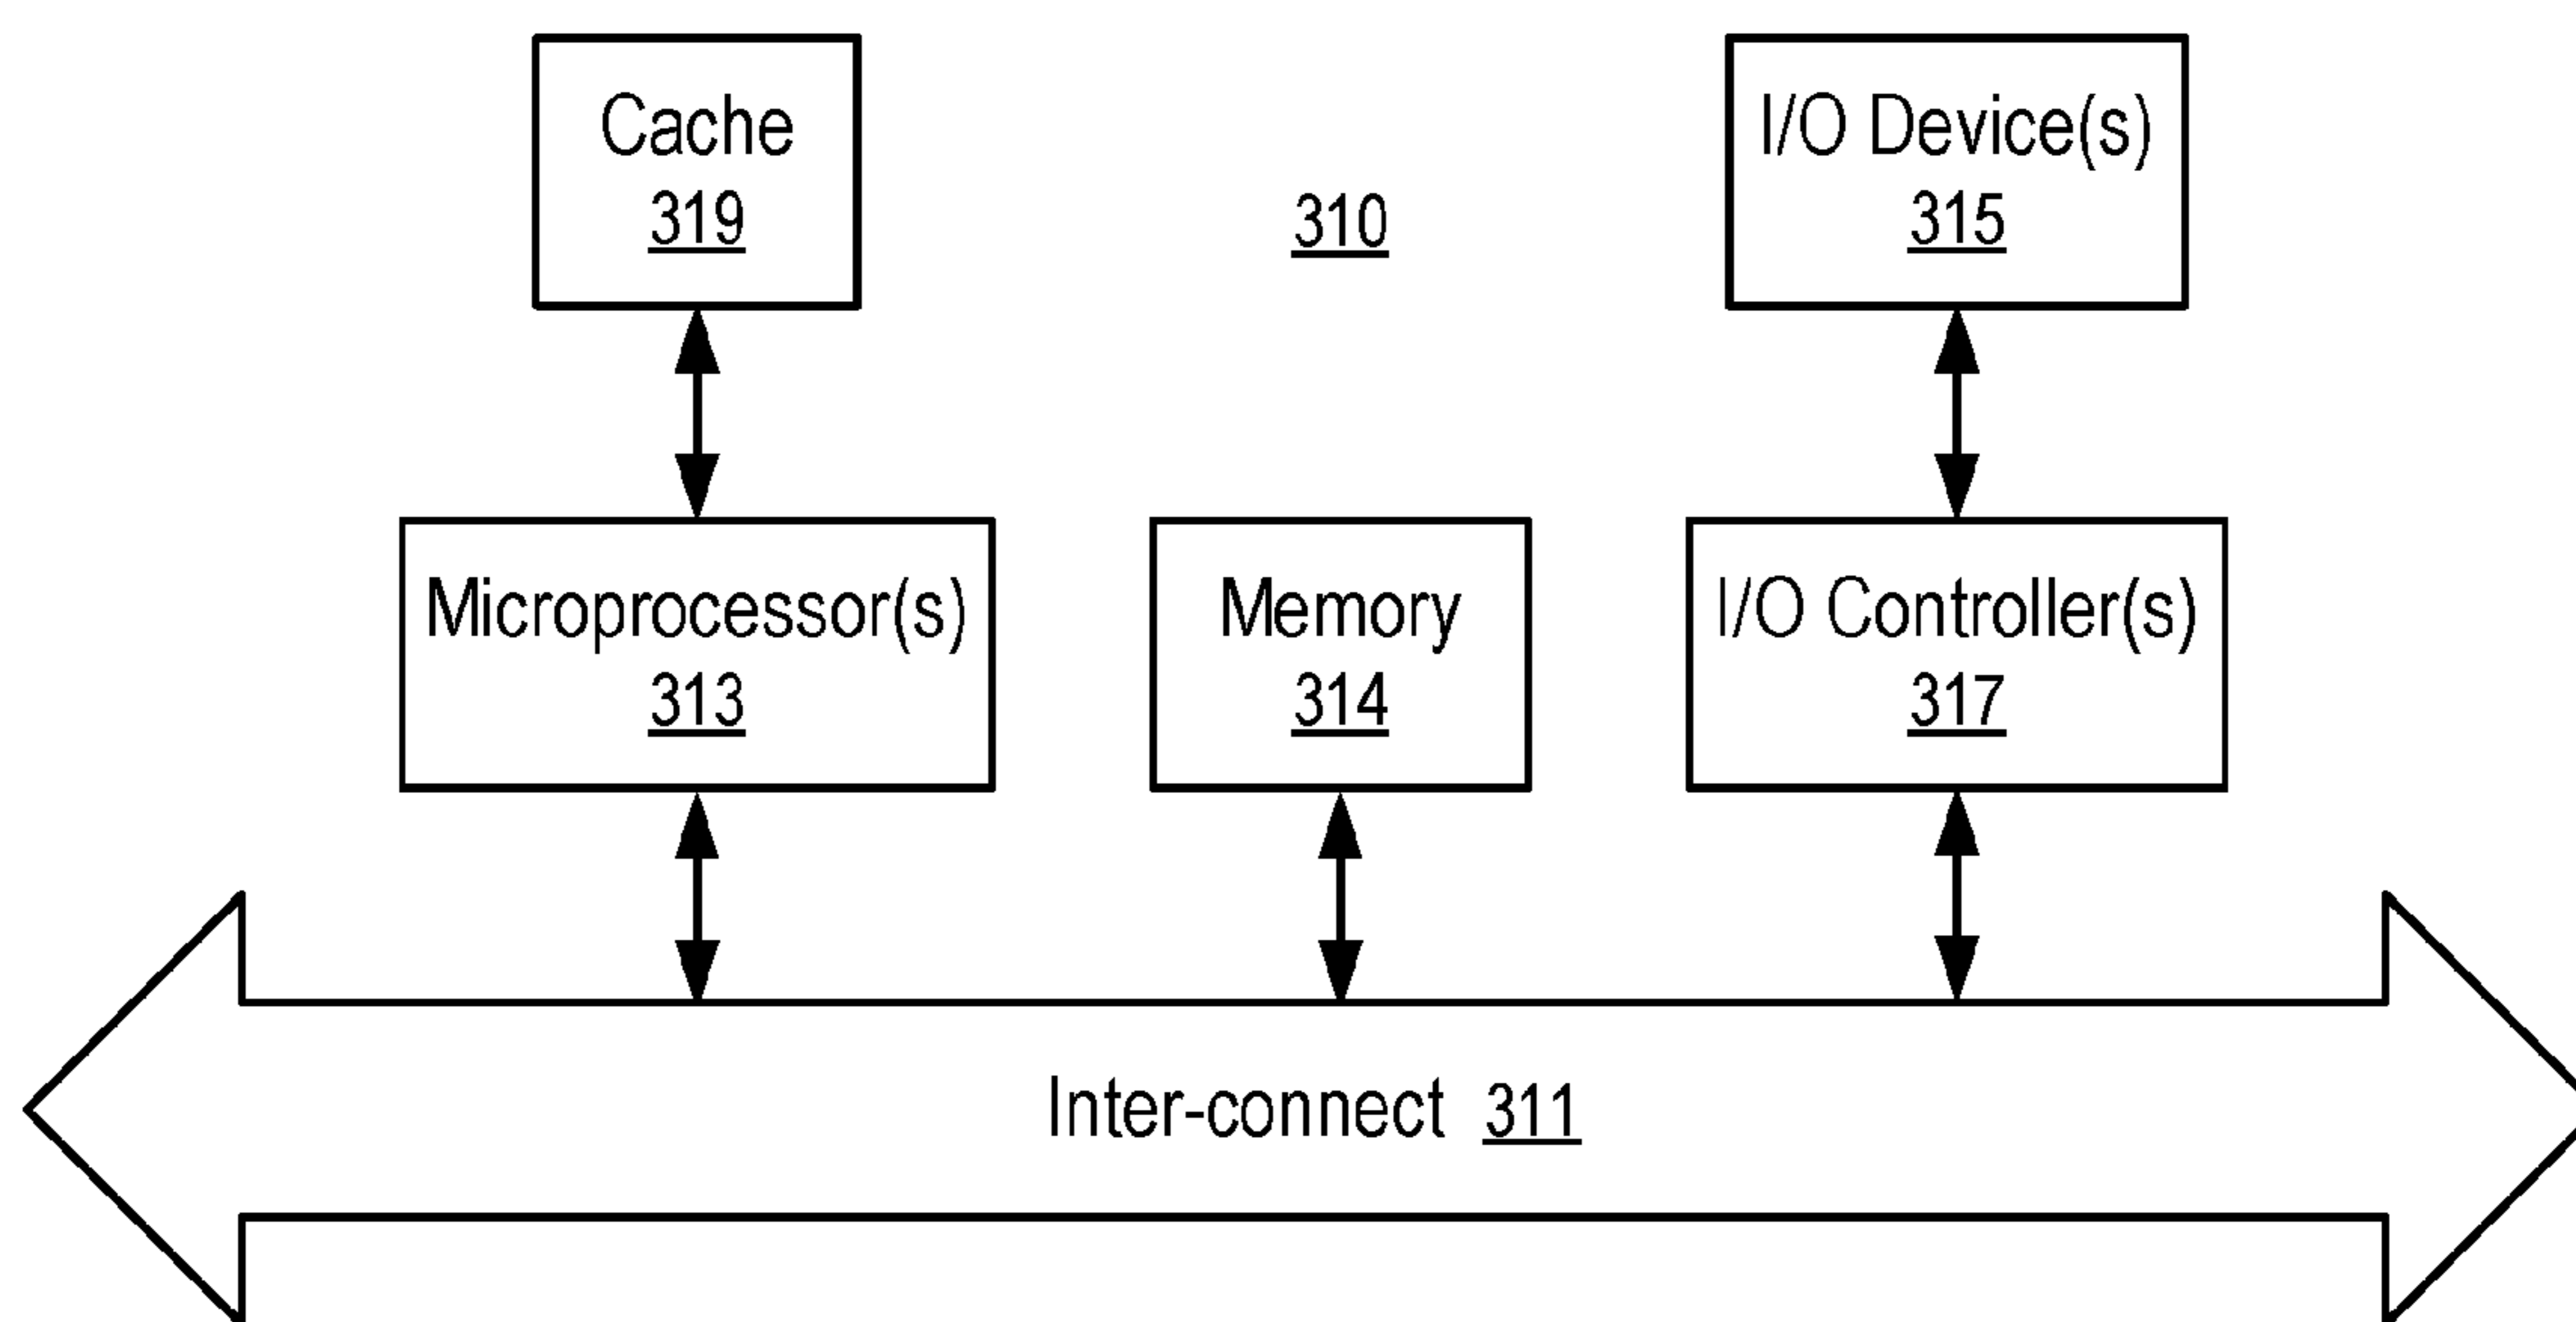 Cache
319
310
I/O Device(s)
315
Microprocessor(s)
313
Memory
314
I/O Controller(s)
317
Inter-connect 311